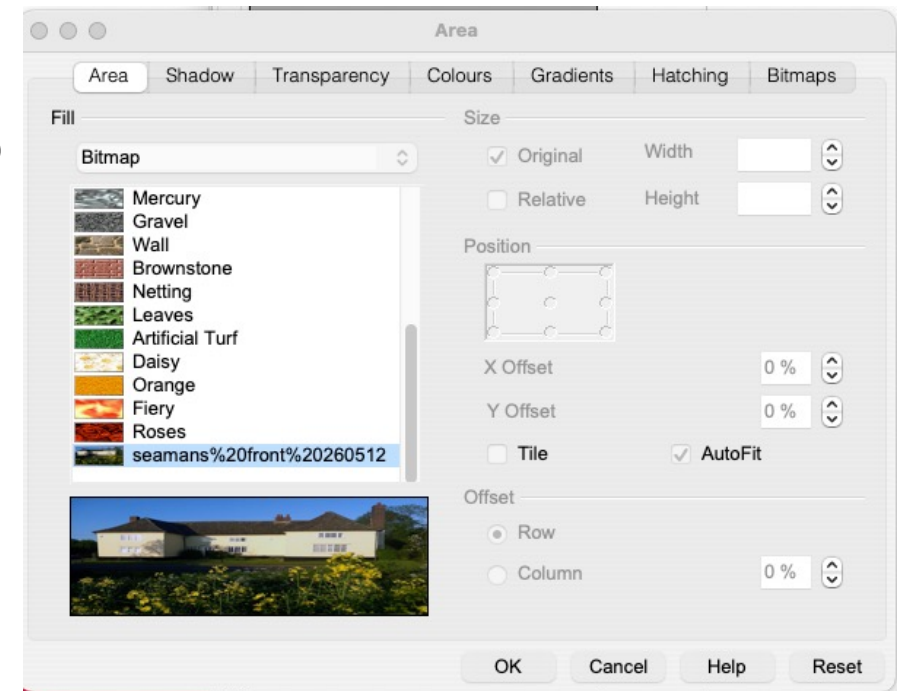 Area
Area Shadow Transparency Colours Gradients Hatching Bitmaps
Fill
Bitmap
Mercury
Gravel
Wall
Brownstone
Netting
Leaves
Artificial Turf
Daisy
Orange
Fiery
Roses
seamans%20front%20260512
Size
Original Width
Relative Height
Position
X Offset 0 %
Y Offset 0 %
Tile AutoFit
Offset
Row
Column 0 %
OK Cancel Help Reset